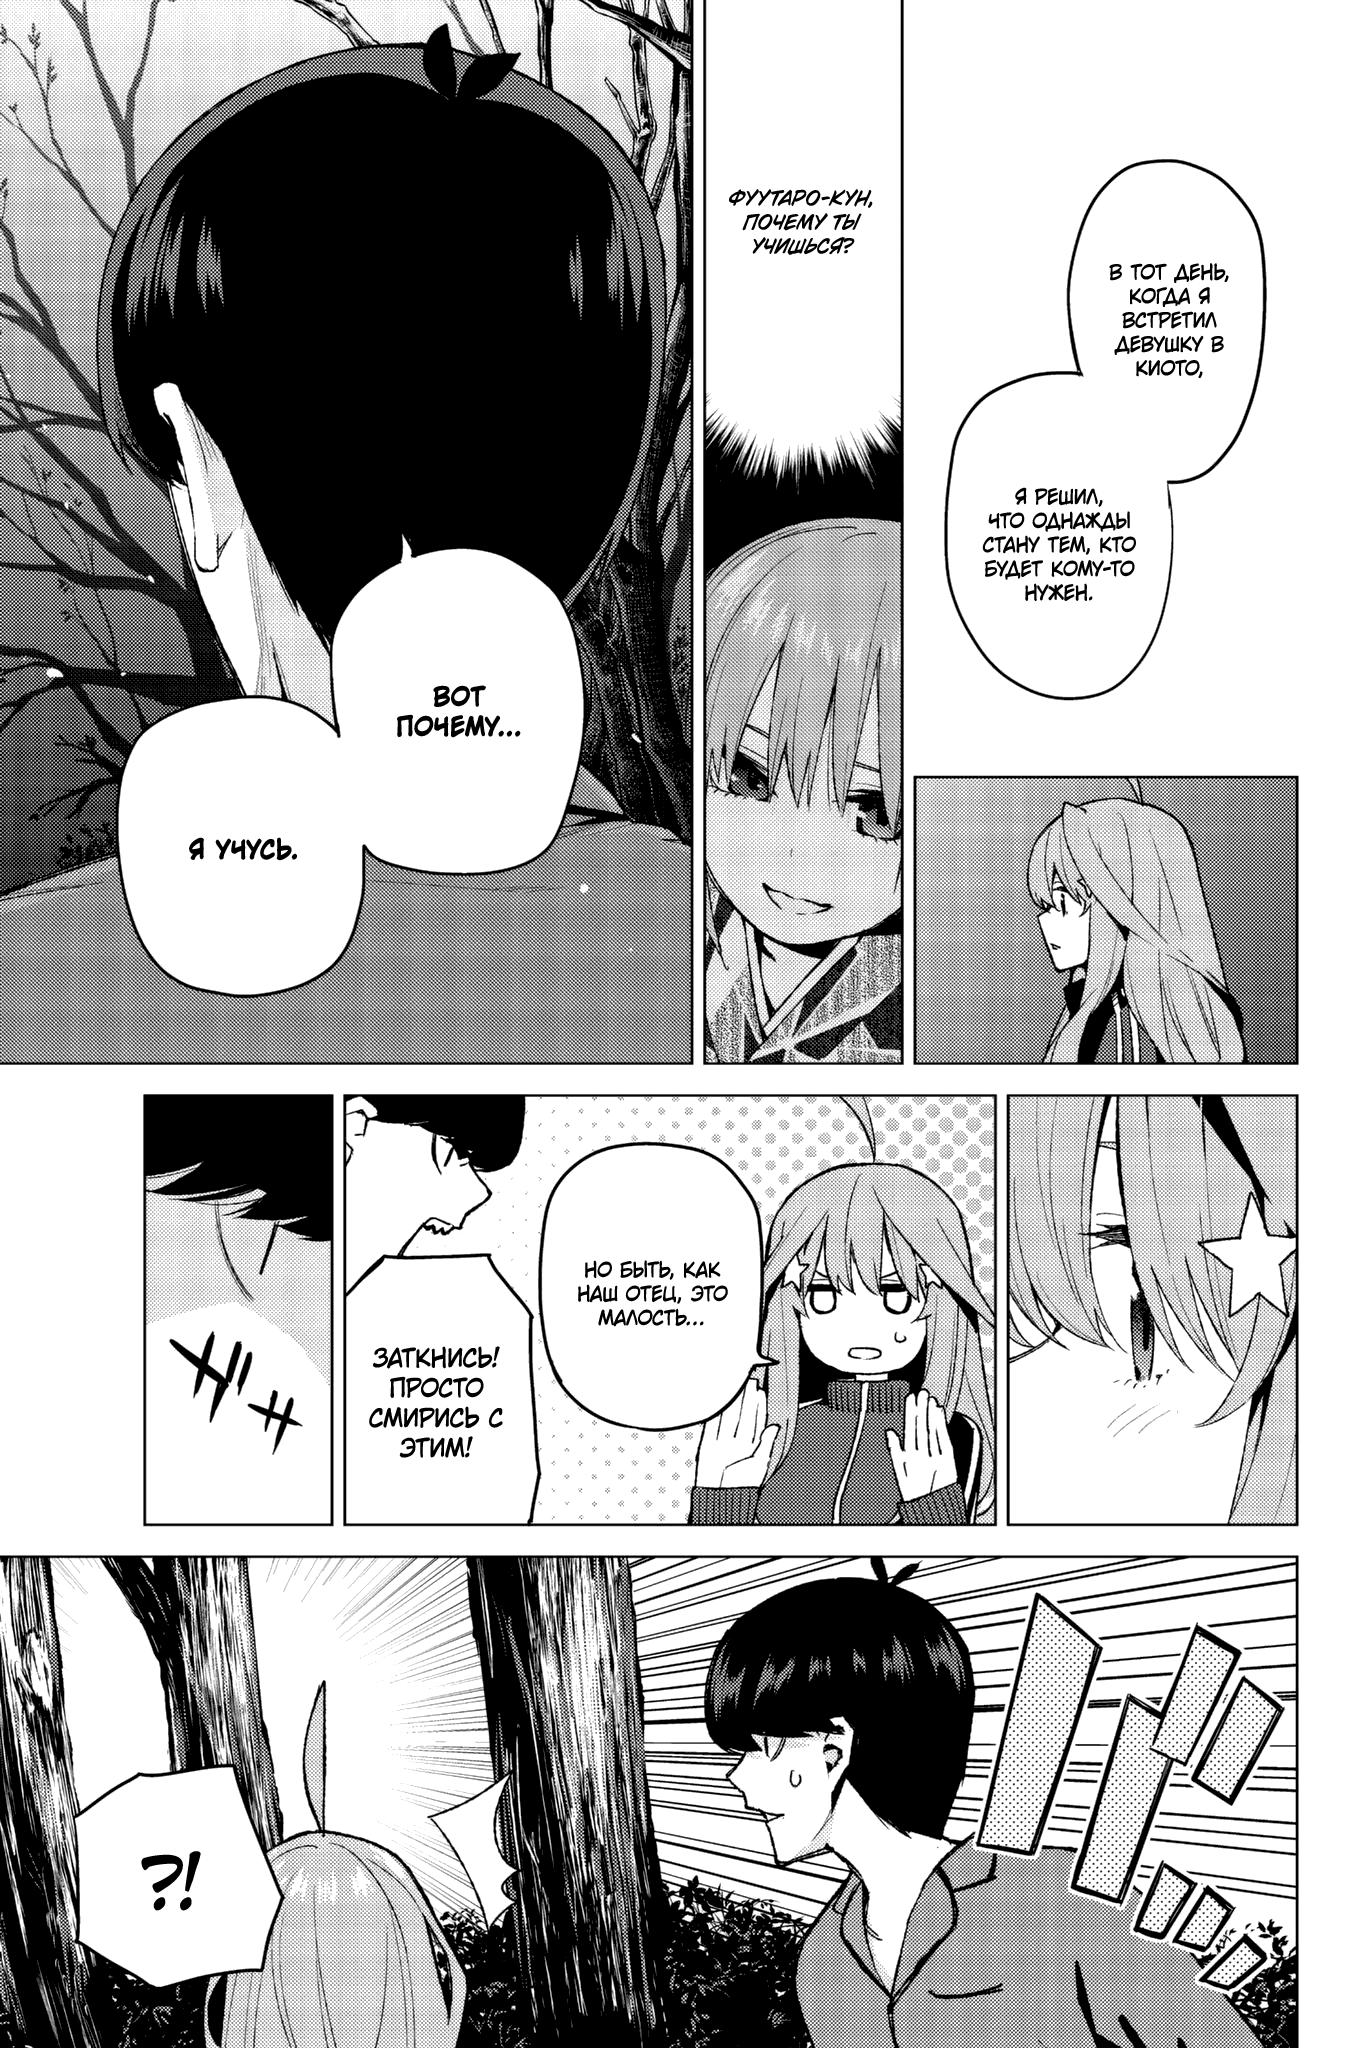 В ТОТ ДЕНЬ,
КОГДА Я
ВСТРЕТИЛ
ДЕВУШКУ В
КИОТО,
Я РЕШИЛ,
ЧТО ОДНАЖДЫ
СТАНУ ТЕМ, КТО
БУДЕТ КОМУ-ТО
НУЖЕН.
ФУУТАРО-КУН,
ПОЧЕМУ ТЫ
УЧИШЬСЯ?
ВОТ
ПОЧЕМУ...
Я УЧУСЬ.
НО БЫТЬ, КАК
НАШ ОТЕЦ, ЭТО
МАЛОСТЬ...
ЗАТКНИСЬ!
ПРОСТО
СМИРИСЬ С
ЭТИМ!
?!